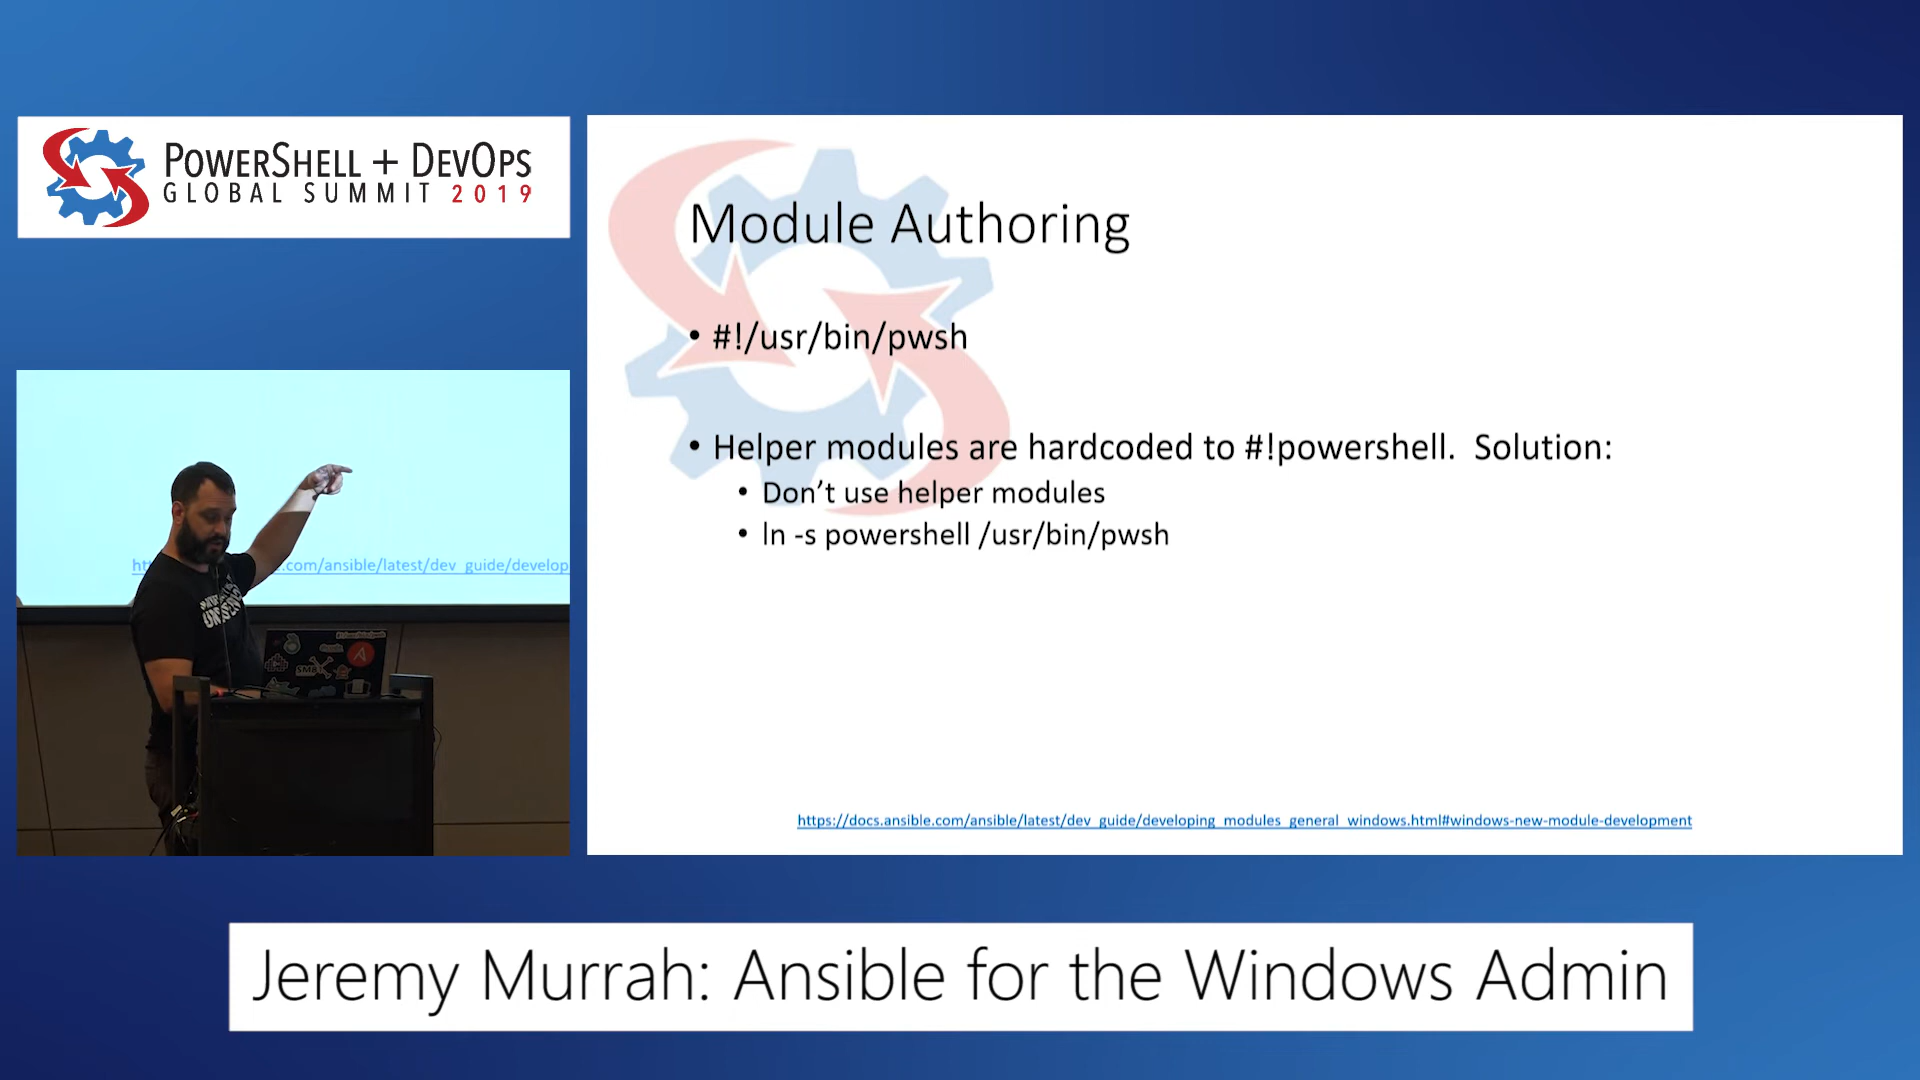 POWERSHELL + DEVOPS
GLOBAL SUMMIT 2019
Module Authoring
• #!/usr/bin/pwsh
• Helper modules are hardcoded to #!powershell.  Solution:
• Don’t use helper modules
• ln -s powershell /usr/bin/pwsh
https://docs.ansible.com/ansible/latest/dev_guide/developing_modules_general_windows.html#windows-new-module-development
ht
.com/ansible/latest/dev_guide/develop
Jeremy Murrah: Ansible for the Windows Admin